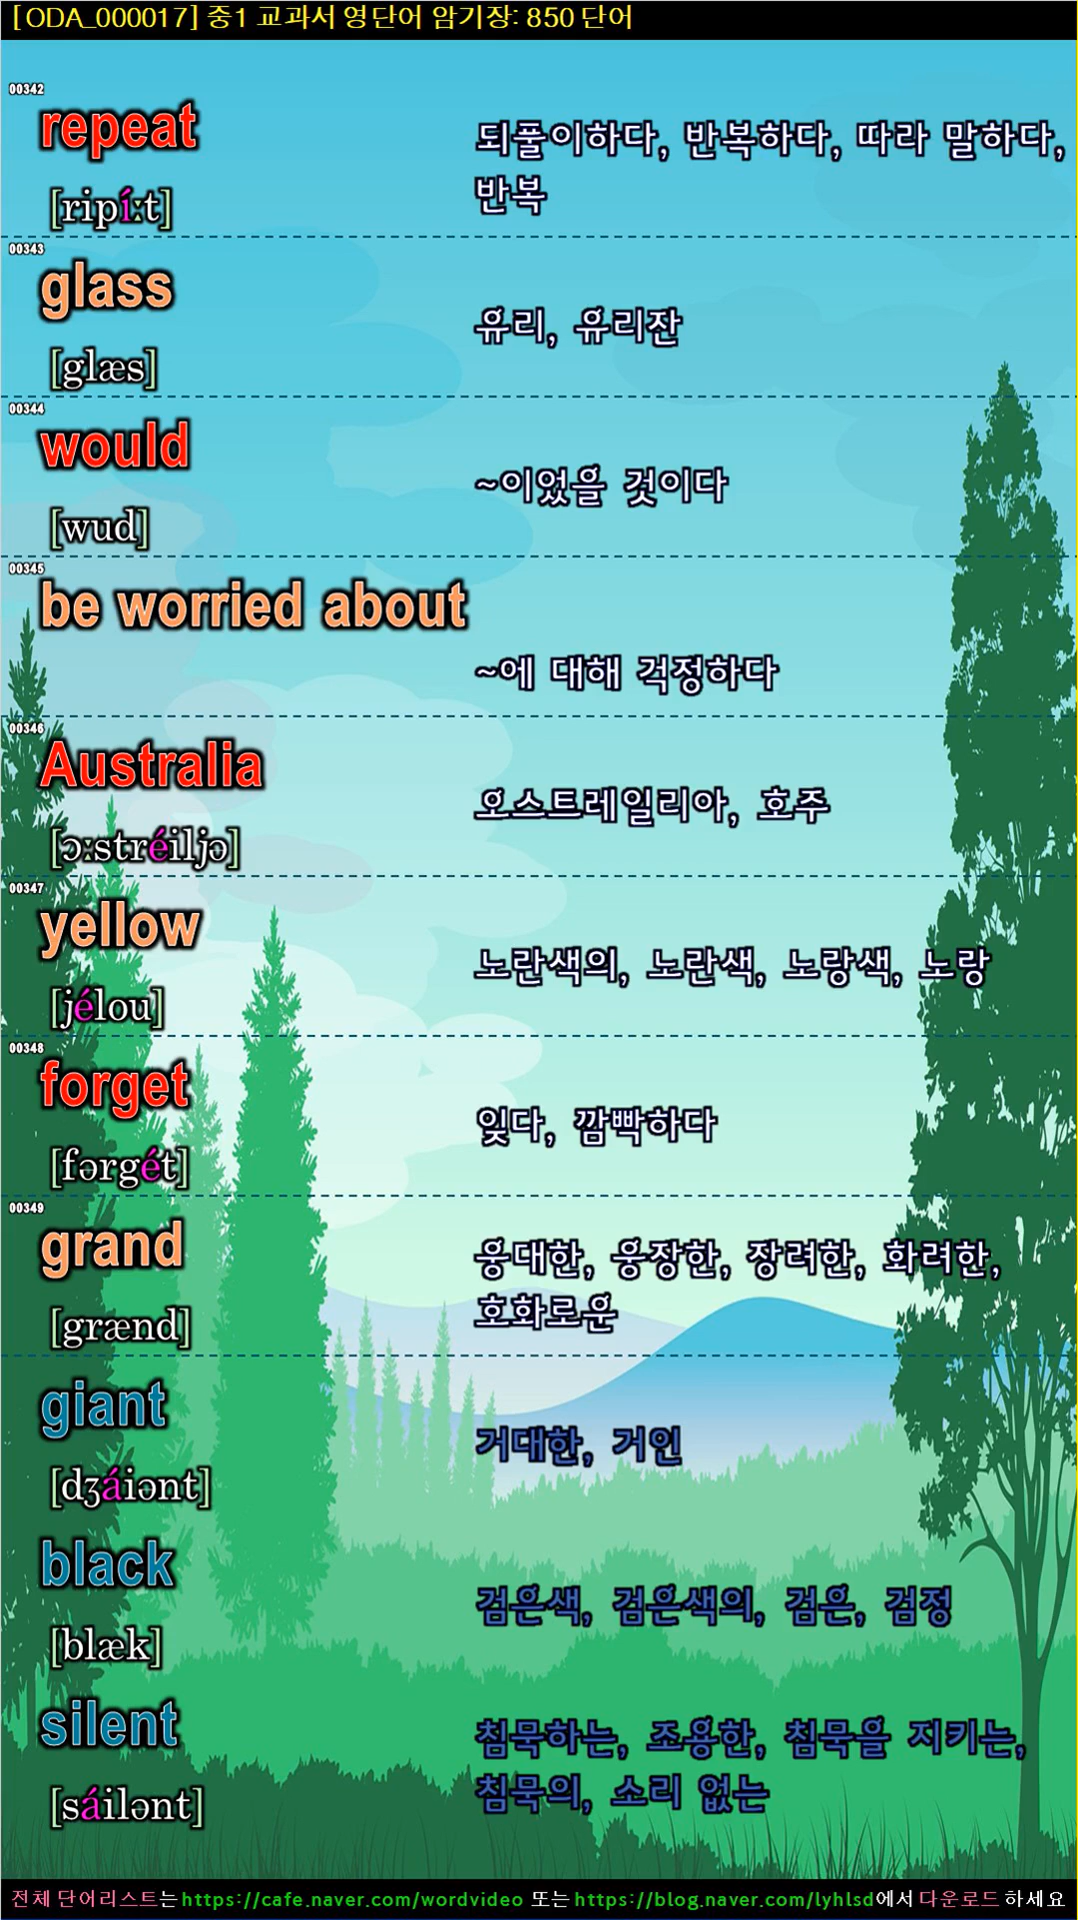 [ODA_000017] 중1 교과서 영단어 암기장: 850 단어
00342
repeat
되풀이하다, 반복하다, 따라 말하다,
반복
[ripíːt]
00343
glass
유리, 유리잔
[glæs]
00344
would
~이었을 것이다
[wud]
00345
be worried about
~에 대해 걱정하다
00346
Australia
오스트레일리아, 호주
[ɔːstréiljə]
00347
yellow
노란색의, 노란색, 노랑색, 노랑
[jélou]
00348
forget
잊다, 깜빡하다
[fərgét]
00349
grand
웅대한, 웅장한, 장려한, 화려한,
호화로운
[grænd]
giant
거대한, 거인
[dʒáiənt]
black
검은색, 검은색의, 검은, 검정
[blæk]
silent
침묵하는, 조용한, 침묵을 지키는,
침묵의, 소리 없는
[sáilənt]
전체 단어리스트는 https://cafe.naver.com/wordvideo 또는 https://blog.naver.com/lyhlsd에서 다운로드 하세요